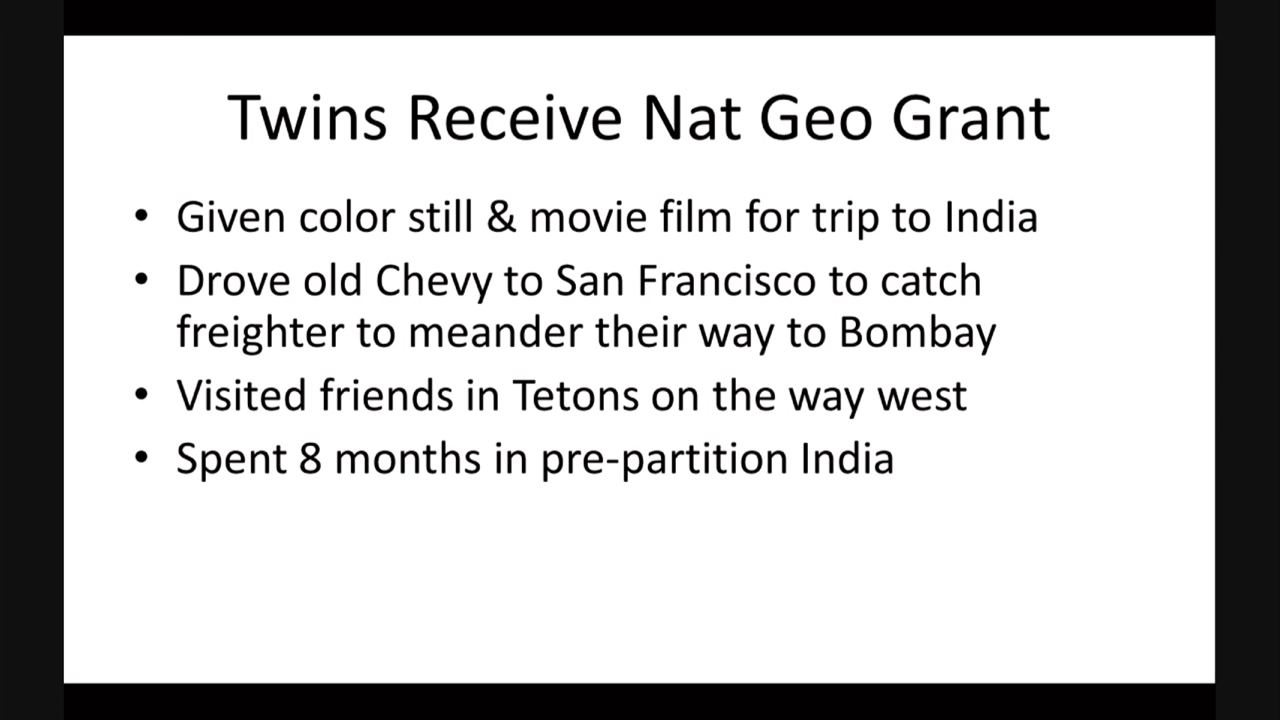 Twins Receive Nat Geo Grant
• Given color still & movie film for trip to India
• Drove old Chevy to San Francisco to catch
freighter to meander their way to Bombay
• Visited friends in Tetons on the way west
• Spent 8 months in pre-partition India